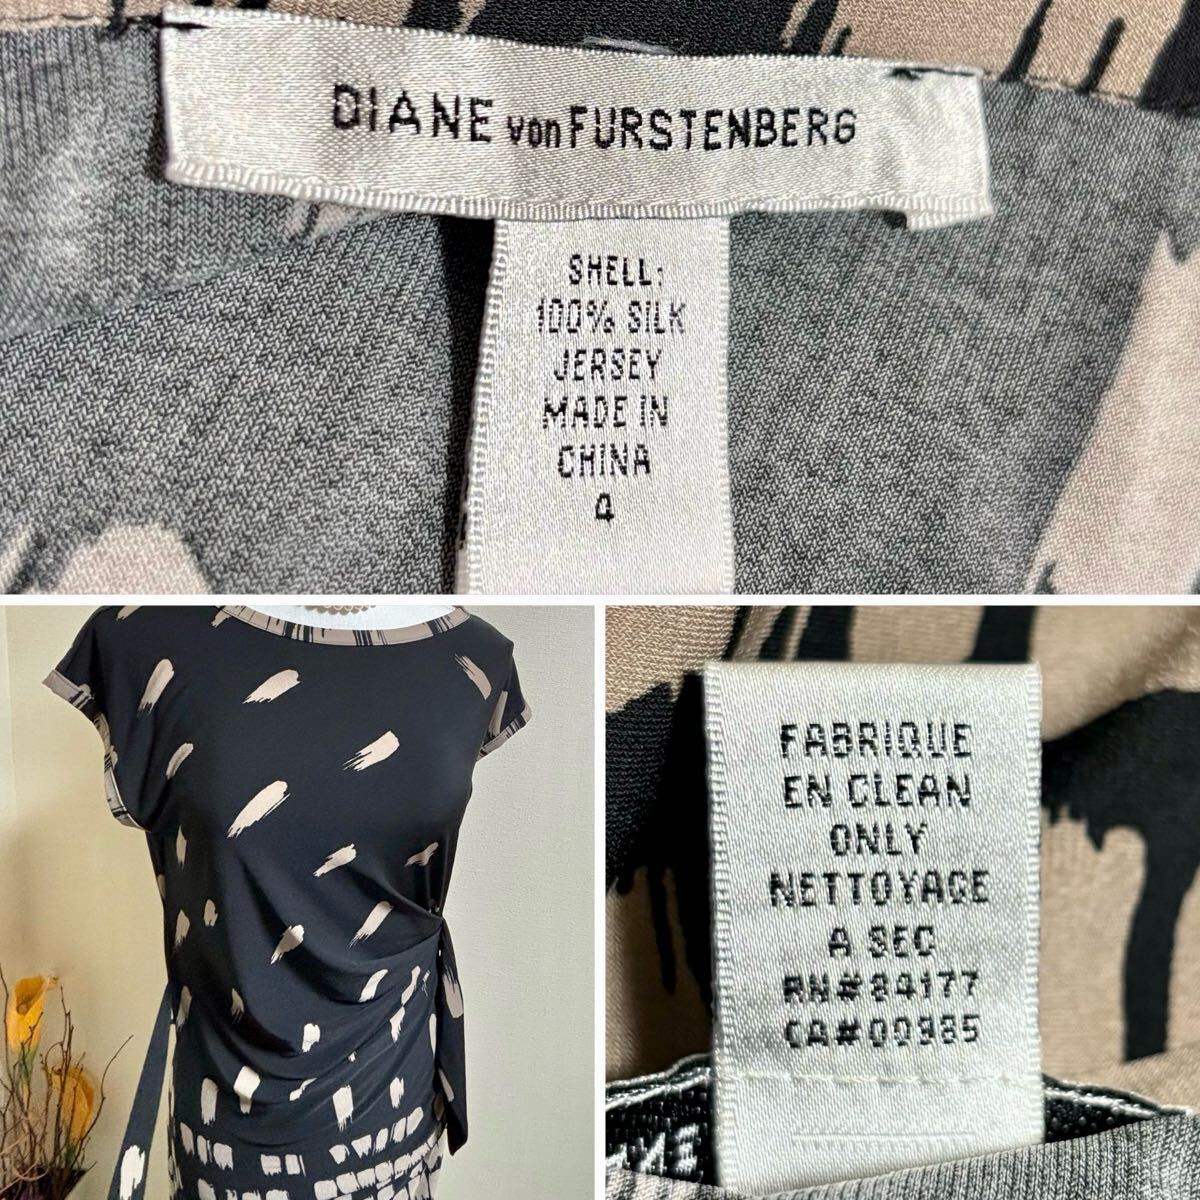 DIANE von FURSTENBERG
SHELL:
100% SILK
JERSEY
MADE IN
CHINA
4
FABRIQUE
EN CLEAN
ONLY
NETTOYAGE
A SEC
RN#84177
CA#00385